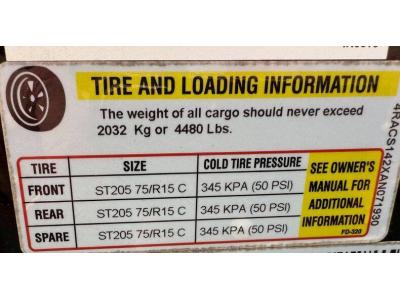 TIRE AND LOADING INFORMATION
The weight of all cargo should never exceed
2032 Kg or 4480 Lbs.
TIRE SIZE COLD TIRE PRESSURE
FRONT ST205 75/R15 C 345 KPA (50 PSI)
REAR ST205 75/R15 C 345 KPA (50 PSI)
SPARE ST205 75/R15 C 345 KPA (50 PSI)
SEE OWNER'S
MANUAL FOR
ADDITIONAL
INFORMATION
FD-320
4RACS142XAN071930